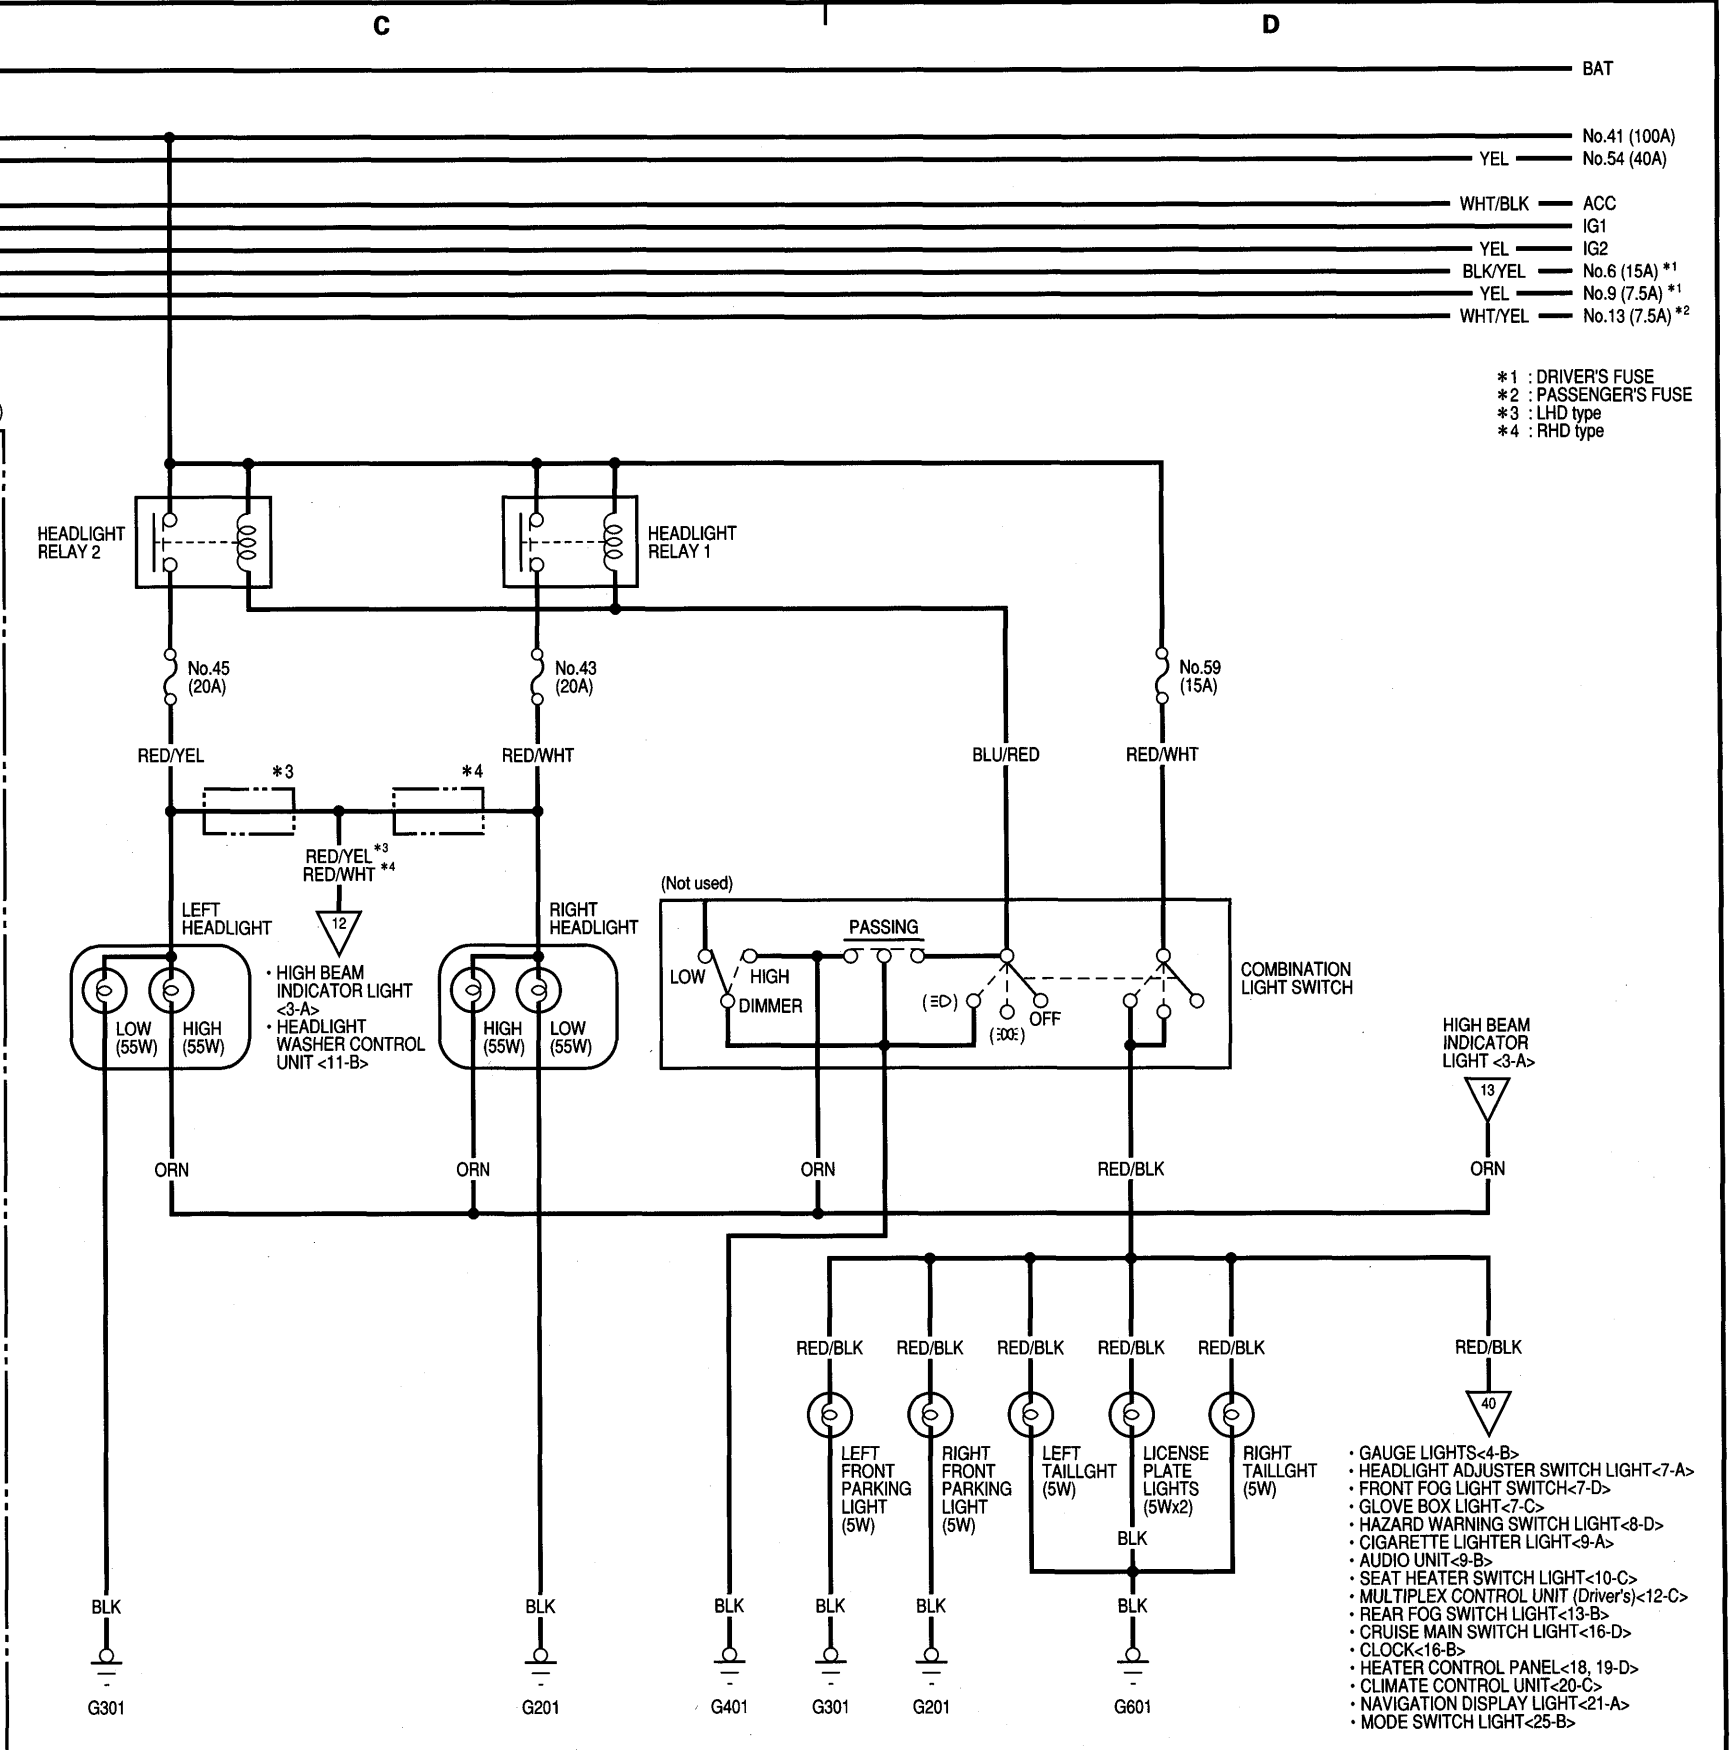 C
D
BAT
No.41 (100A)
YEL
No.54 (40A)
WHT/BLK
ACC
IG1
YEL
IG2
BLK/YEL
No.6 (15A) *1
YEL
No.9 (7.5A) *1
WHT/YEL
No.13 (7.5A) *2
*1 : DRIVER'S FUSE
*2 : PASSENGER'S FUSE
*3 : LHD type
*4 : RHD type
)
HEADLIGHT
RELAY 2
HEADLIGHT
RELAY 1
No.45
(20A)
No.43
(20A)
No.59
(15A)
RED/YEL
RED/WHT
BLU/RED
RED/WHT
*3
*4
RED/YEL *3
RED/WHT *4
12
LEFT
HEADLIGHT
RIGHT
HEADLIGHT
LOW
(55W)
HIGH
(55W)
· HIGH BEAM
INDICATOR LIGHT
<3-A>
· HEADLIGHT
WASHER CONTROL
UNIT <11-B>
HIGH
(55W)
LOW
(55W)
(Not used)
PASSING
LOW
HIGH
DIMMER
OFF
COMBINATION
LIGHT SWITCH
HIGH BEAM
INDICATOR
LIGHT <3-A>
13
ORN
ORN
ORN
RED/BLK
ORN
RED/BLK
RED/BLK
RED/BLK
RED/BLK
RED/BLK
RED/BLK
40
LEFT
FRONT
PARKING
LIGHT
(5W)
RIGHT
FRONT
PARKING
LIGHT
(5W)
LEFT
TAILLGHT
(5W)
LICENSE
PLATE
LIGHTS
(5Wx2)
RIGHT
TAILLGHT
(5W)
BLK
· GAUGE LIGHTS<4-B>
· HEADLIGHT ADJUSTER SWITCH LIGHT<7-A>
· FRONT FOG LIGHT SWITCH<7-D>
· GLOVE BOX LIGHT<7-C>
· HAZARD WARNING SWITCH LIGHT<8-D>
· CIGARETTE LIGHTER LIGHT<9-A>
· AUDIO UNIT<9-B>
· SEAT HEATER SWITCH LIGHT<10-C>
· MULTIPLEX CONTROL UNIT (Driver's)<12-C>
· REAR FOG SWITCH LIGHT<13-B>
· CRUISE MAIN SWITCH LIGHT<16-D>
· CLOCK<16-B>
· HEATER CONTROL PANEL<18, 19-D>
· CLIMATE CONTROL UNIT<20-C>
· NAVIGATION DISPLAY LIGHT<21-A>
· MODE SWITCH LIGHT<25-B>
BLK
BLK
BLK
BLK
BLK
BLK
G301
G201
G401
G301
G201
G601